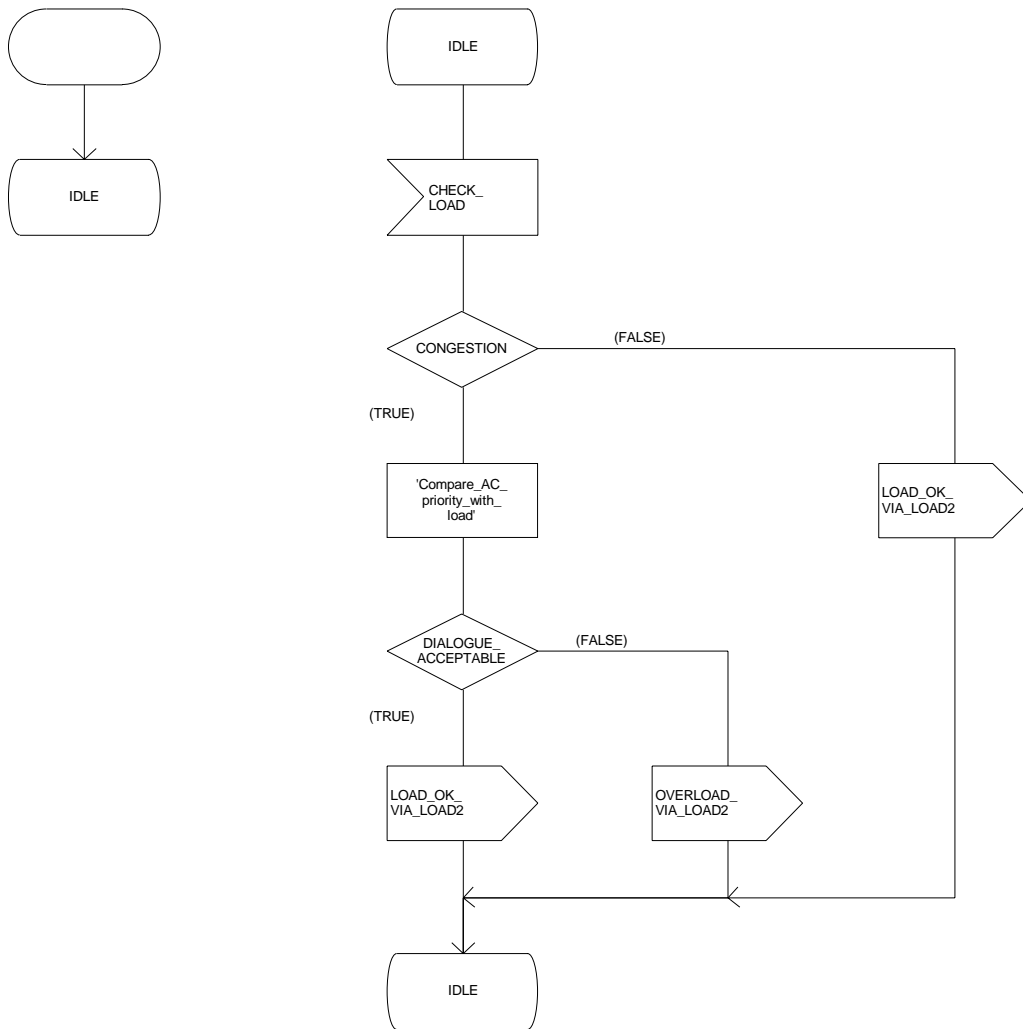 IDLE
IDLE
CHECK_
LOAD
CONGESTION
(FALSE)
(TRUE)
'Compare_AC_
priority_with_
load'
LOAD_OK_
VIA_LOAD2
DIALOGUE_
ACCEPTABLE
(FALSE)
(TRUE)
LOAD_OK_
VIA_LOAD2
OVERLOAD_
VIA_LOAD2
IDLE